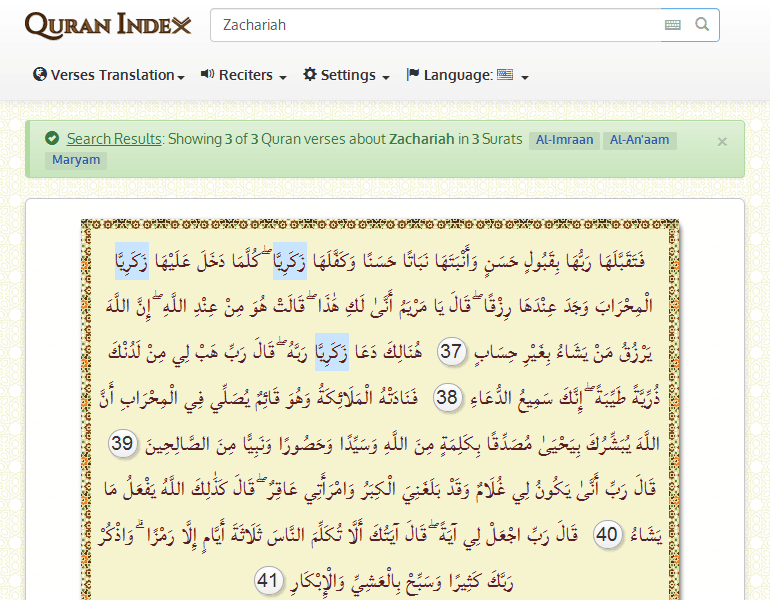 QURAN INDEX
Zachariah
Verses Translation Reciters Settings Language:
Search Results: Showing 3 of 3 Quran verses about Zachariah in 3 Surats Al-Imraan Al-An'aam ×
Maryam
فَتَقَبَّلَهَا رَبُّهَا بِقَبُولٍ حَسَنٍ وَأَنْبَتَهَا نَبَاتًا حَسَنًا وَكَفَّلَهَا زَكَرِيَّا ۖ كُلَّمَا دَخَلَ عَلَيْهَا زَكَرِيَّا
الْمِحْرَابَ وَجَدَ عِنْدَهَا رِزْقًا ۖ قَالَ يَا مَرْيَمُ أَنَّىٰ لَكِ هَٰذَا ۖ قَالَتْ هُوَ مِنْ عِنْدِ اللَّهِ ۖ إِنَّ اللَّهَ
يَرْزُقُ مَنْ يَشَاءُ بِغَيْرِ حِسَابٍ 37 هُنَالِكَ دَعَا زَكَرِيَّا رَبَّهُ ۖ قَالَ رَبِّ هَبْ لِي مِنْ لَدُنْكَ
ذُرِّيَّةً طَيِّبَةً ۖ إِنَّكَ سَمِيعُ الدُّعَاءِ 38 فَنَادَتْهُ الْمَلَائِكَةُ وَهُوَ قَائِمٌ يُصَلِّي فِي الْمِحْرَابِ أَنَّ
اللَّهَ يُبَشِّرُكَ بِيَحْيَىٰ مُصَدِّقًا بِكَلِمَةٍ مِنَ اللَّهِ وَسَيِّدًا وَحَصُورًا وَنَبِيًّا مِنَ الصَّالِحِينَ 39
قَالَ رَبِّ أَنَّىٰ يَكُونُ لِي غُلَامٌ وَقَدْ بَلَغَنِيَ الْكِبَرُ وَامْرَأَتِي عَاقِرٌ ۖ قَالَ كَذَٰلِكَ اللَّهُ يَفْعَلُ مَا
يَشَاءُ 40 قَالَ رَبِّ اجْعَلْ لِي آيَةً ۖ قَالَ آيَتُكَ أَلَّا تُكَلِّمَ النَّاسَ ثَلَاثَةَ أَيَّامٍ إِلَّا رَمْزًا ۗ وَاذْكُرْ
رَبَّكَ كَثِيرًا وَسَبِّحْ بِالْعَشِيِّ وَالْإِبْكَارِ 41